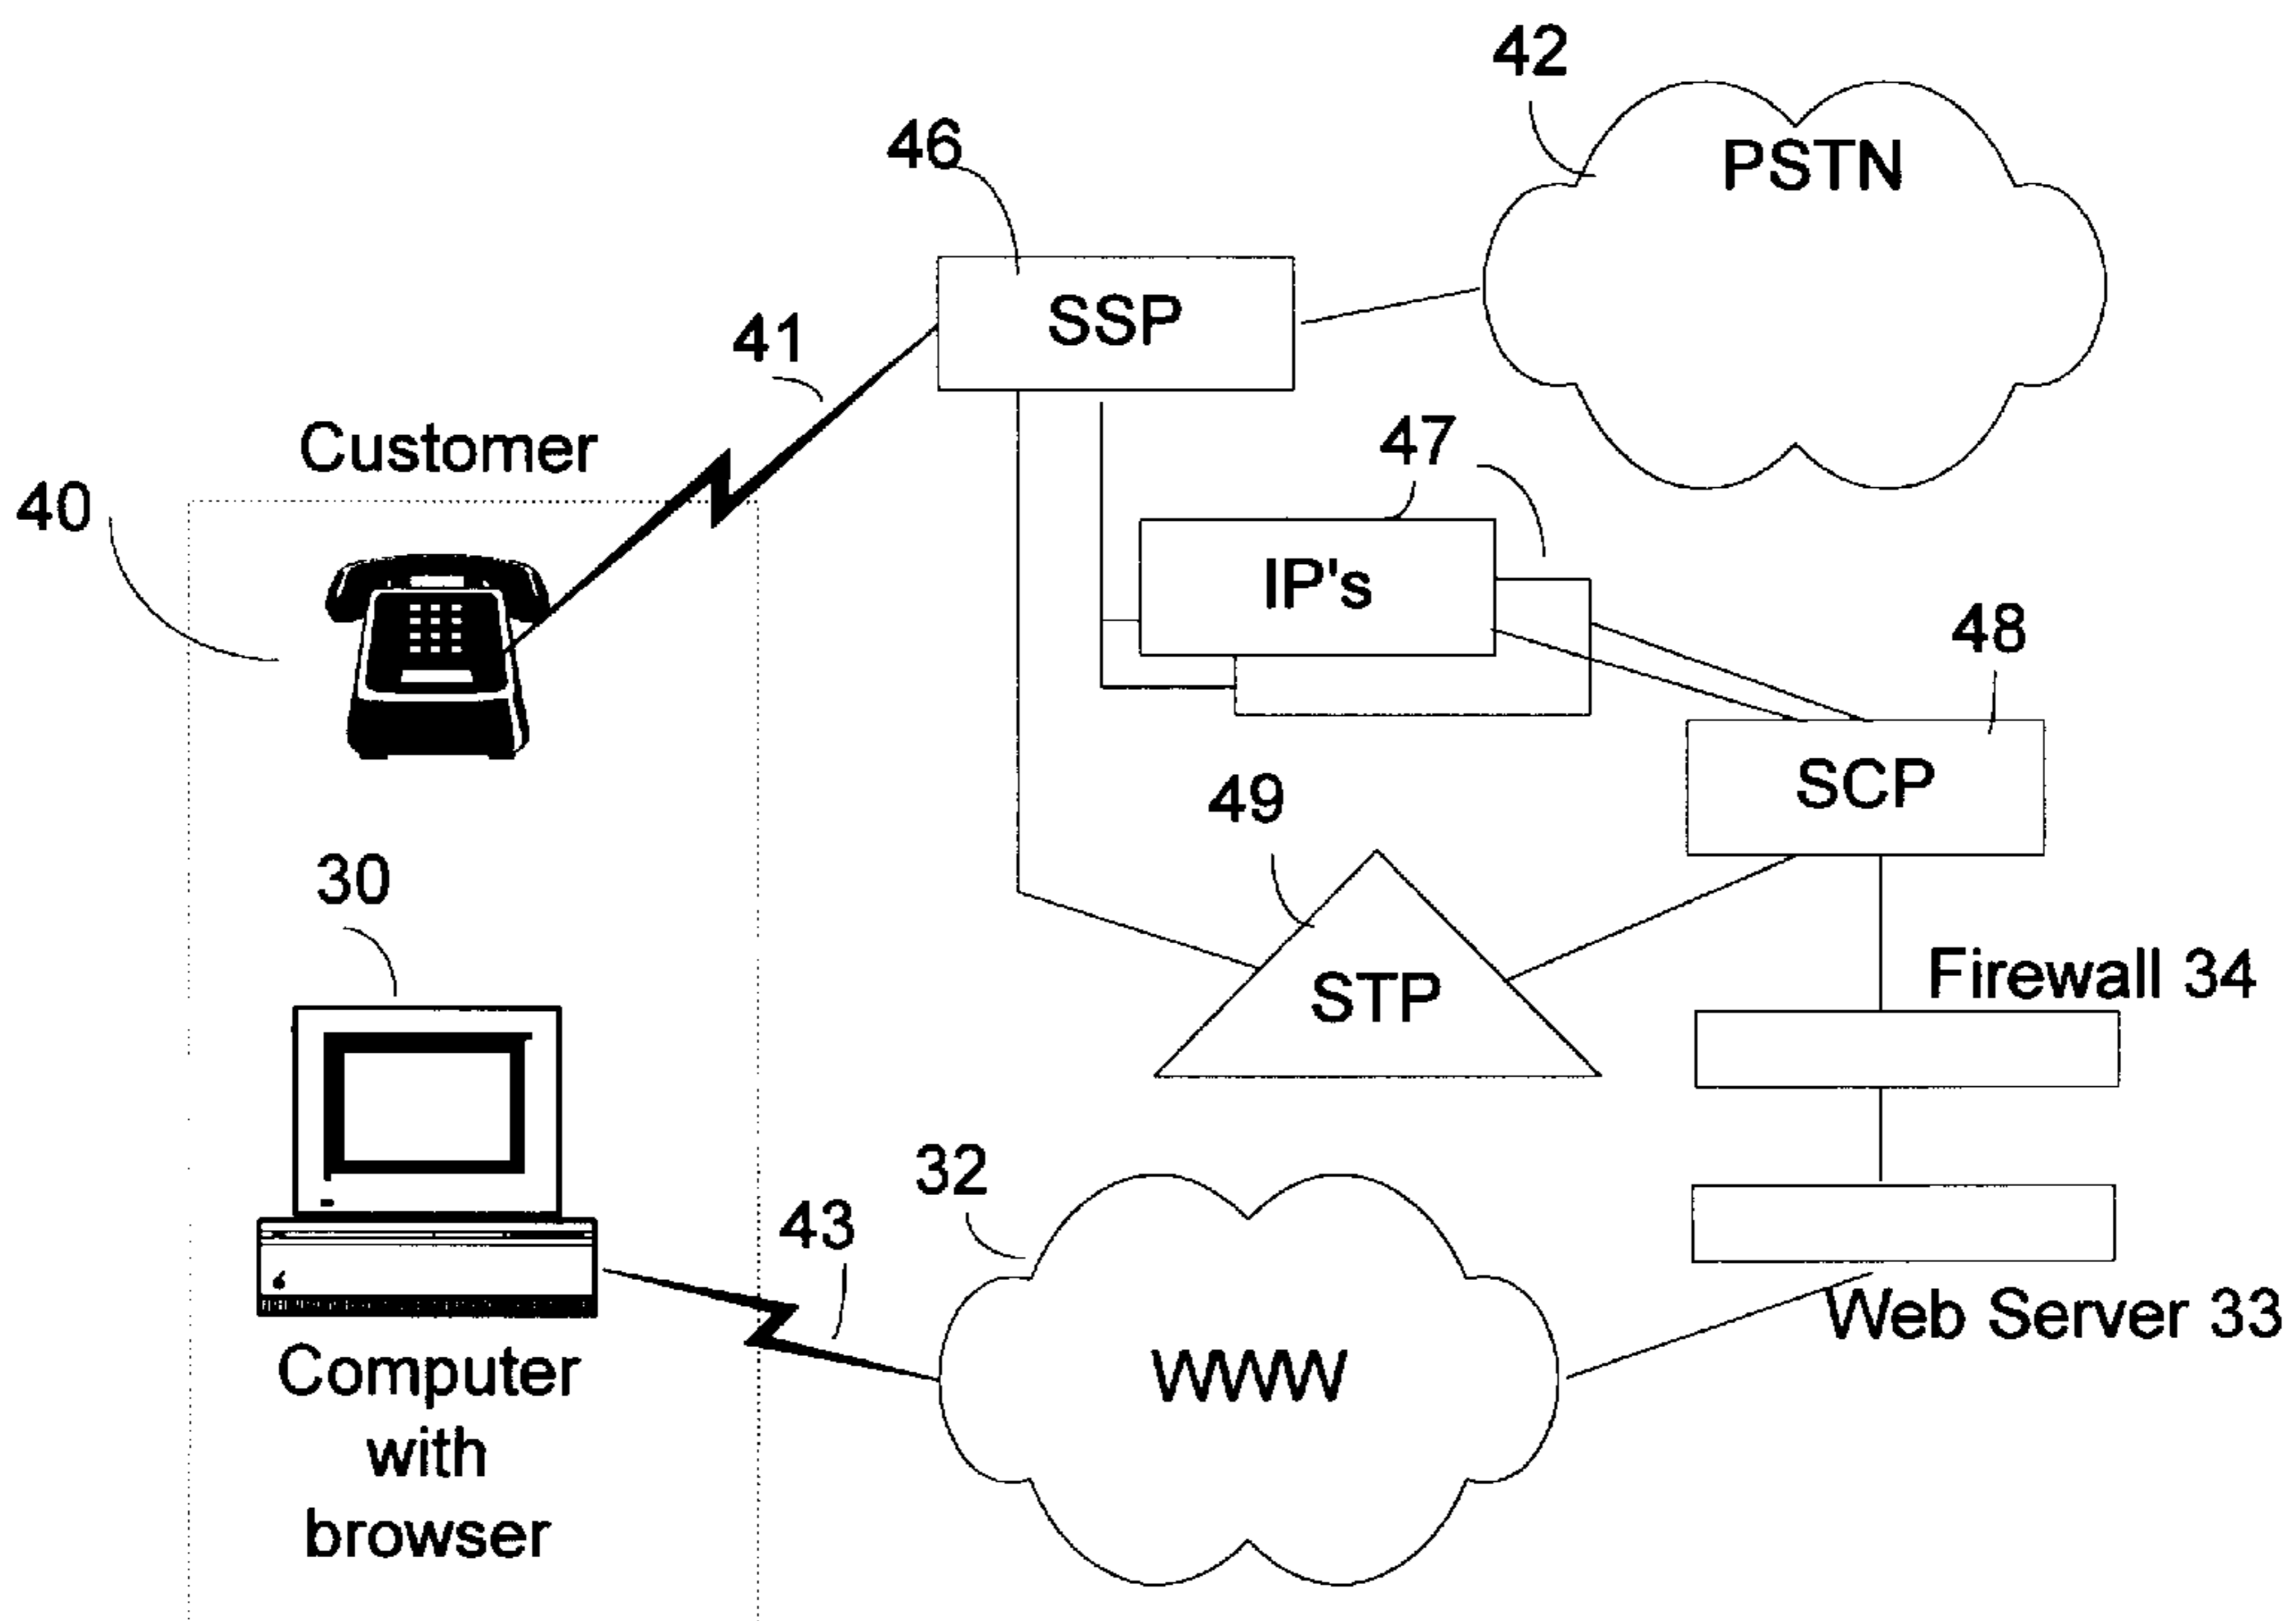 42
PSTN
46
SSP
41
Customer
47
40
IP's
48
SCP
49
30
Firewall 34
STP
32
43
Web Server 33
WWW
Computer
with
browser